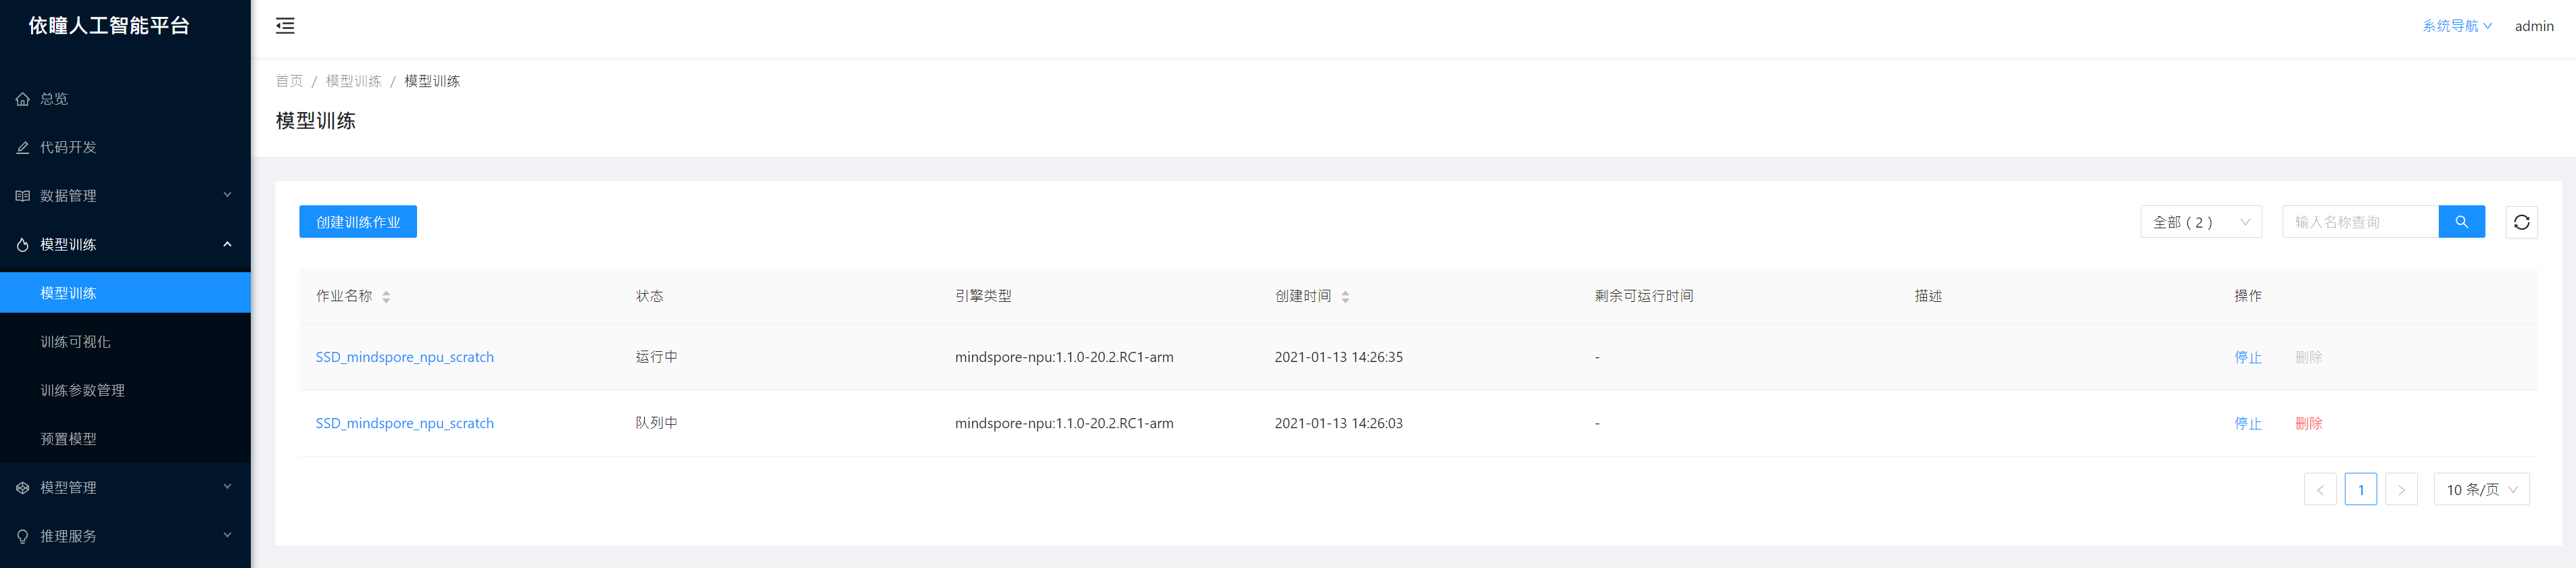 依瞳人工智能平台
系统导航 admin
总览
代码开发
数据管理
模型训练
模型训练
训练可视化
训练参数管理
预置模型
模型管理
推理服务
首页 / 模型训练 / 模型训练
模型训练
创建训练作业 全部 ( 2 ) 输入名称查询
作业名称 状态 引擎类型 创建时间 剩余可运行时间 描述 操作
SSD_mindspore_npu_scratch 运行中 mindspore-npu:1.1.0-20.2.RC1-arm 2021-01-13 14:26:35 - 停止 删除
SSD_mindspore_npu_scratch 队列中 mindspore-npu:1.1.0-20.2.RC1-arm 2021-01-13 14:26:03 - 停止 删除
< 1 > 10 条/页